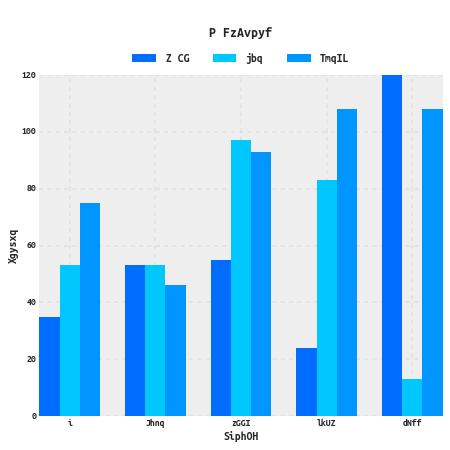 P FzAvpyf
Z CG jbq TmqIL
120
100
80
60
40
20
0
Xgysxq
i Jhnq zGGI lkUZ dNff
SiphOH